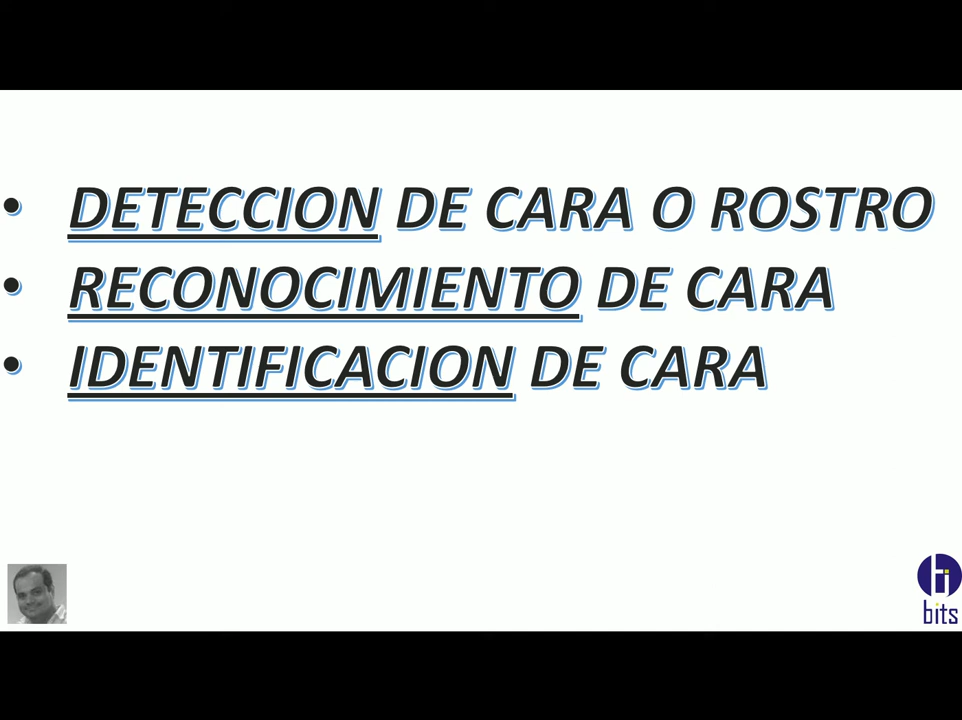 • DETECCION DE CARA O ROSTRO
• RECONOCIMIENTO DE CARA
• IDENTIFICACION DE CARA
bits